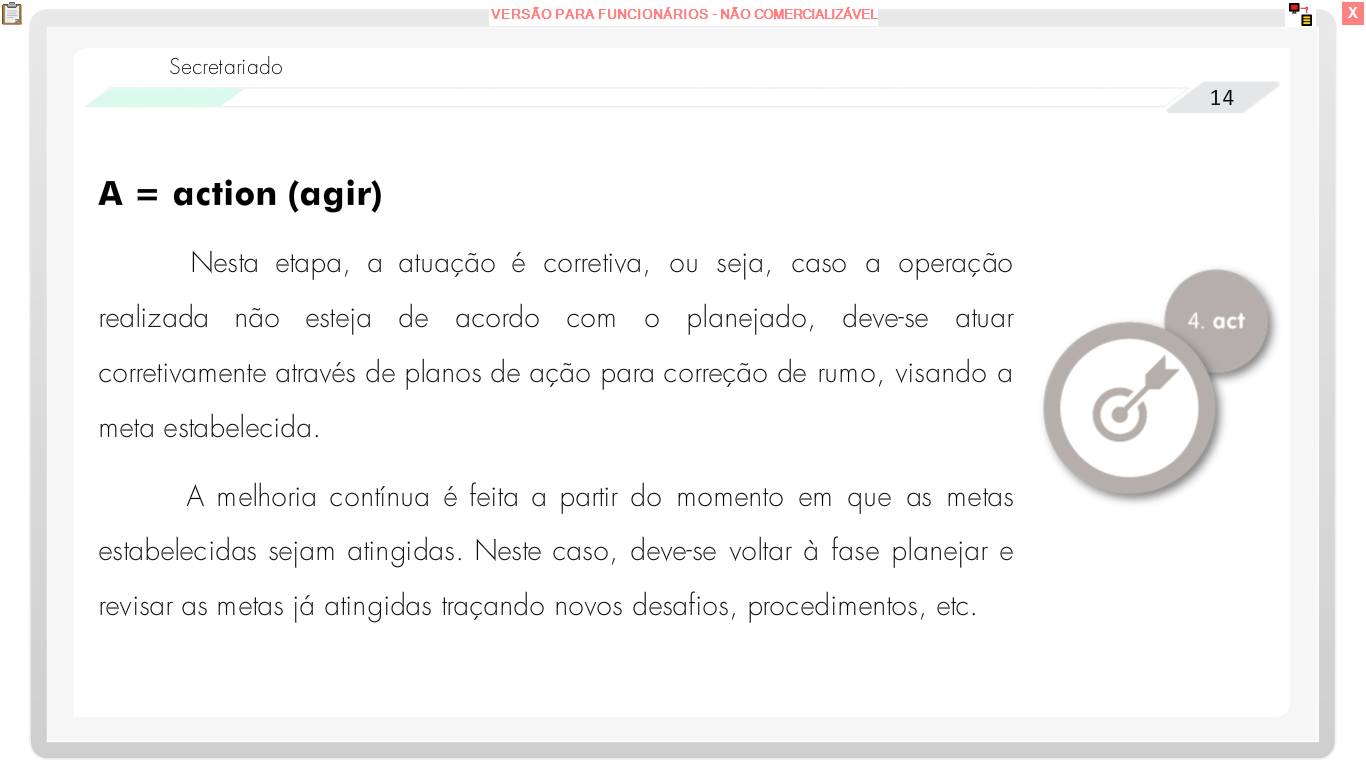 VERSÃO PARA FUNCIONÁRIOS - NÃO COMERCIALIZÁVEL
X
Secretariado
14
A = action (agir)
Nesta etapa, a atuação é corretiva, ou seja, caso a operação
realizada não esteja de acordo com o planejado, deve-se atuar
corretivamente através de planos de ação para correção de rumo, visando a
meta estabelecida.
A melhoria contínua é feita a partir do momento em que as metas
estabelecidas sejam atingidas. Neste caso, deve-se voltar à fase planejar e
revisar as metas já atingidas traçando novos desafios, procedimentos, etc.
4. act